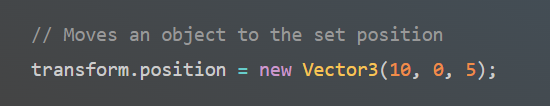 // Moves an object to the set position
transform.position = new Vector3(10, 0, 5);